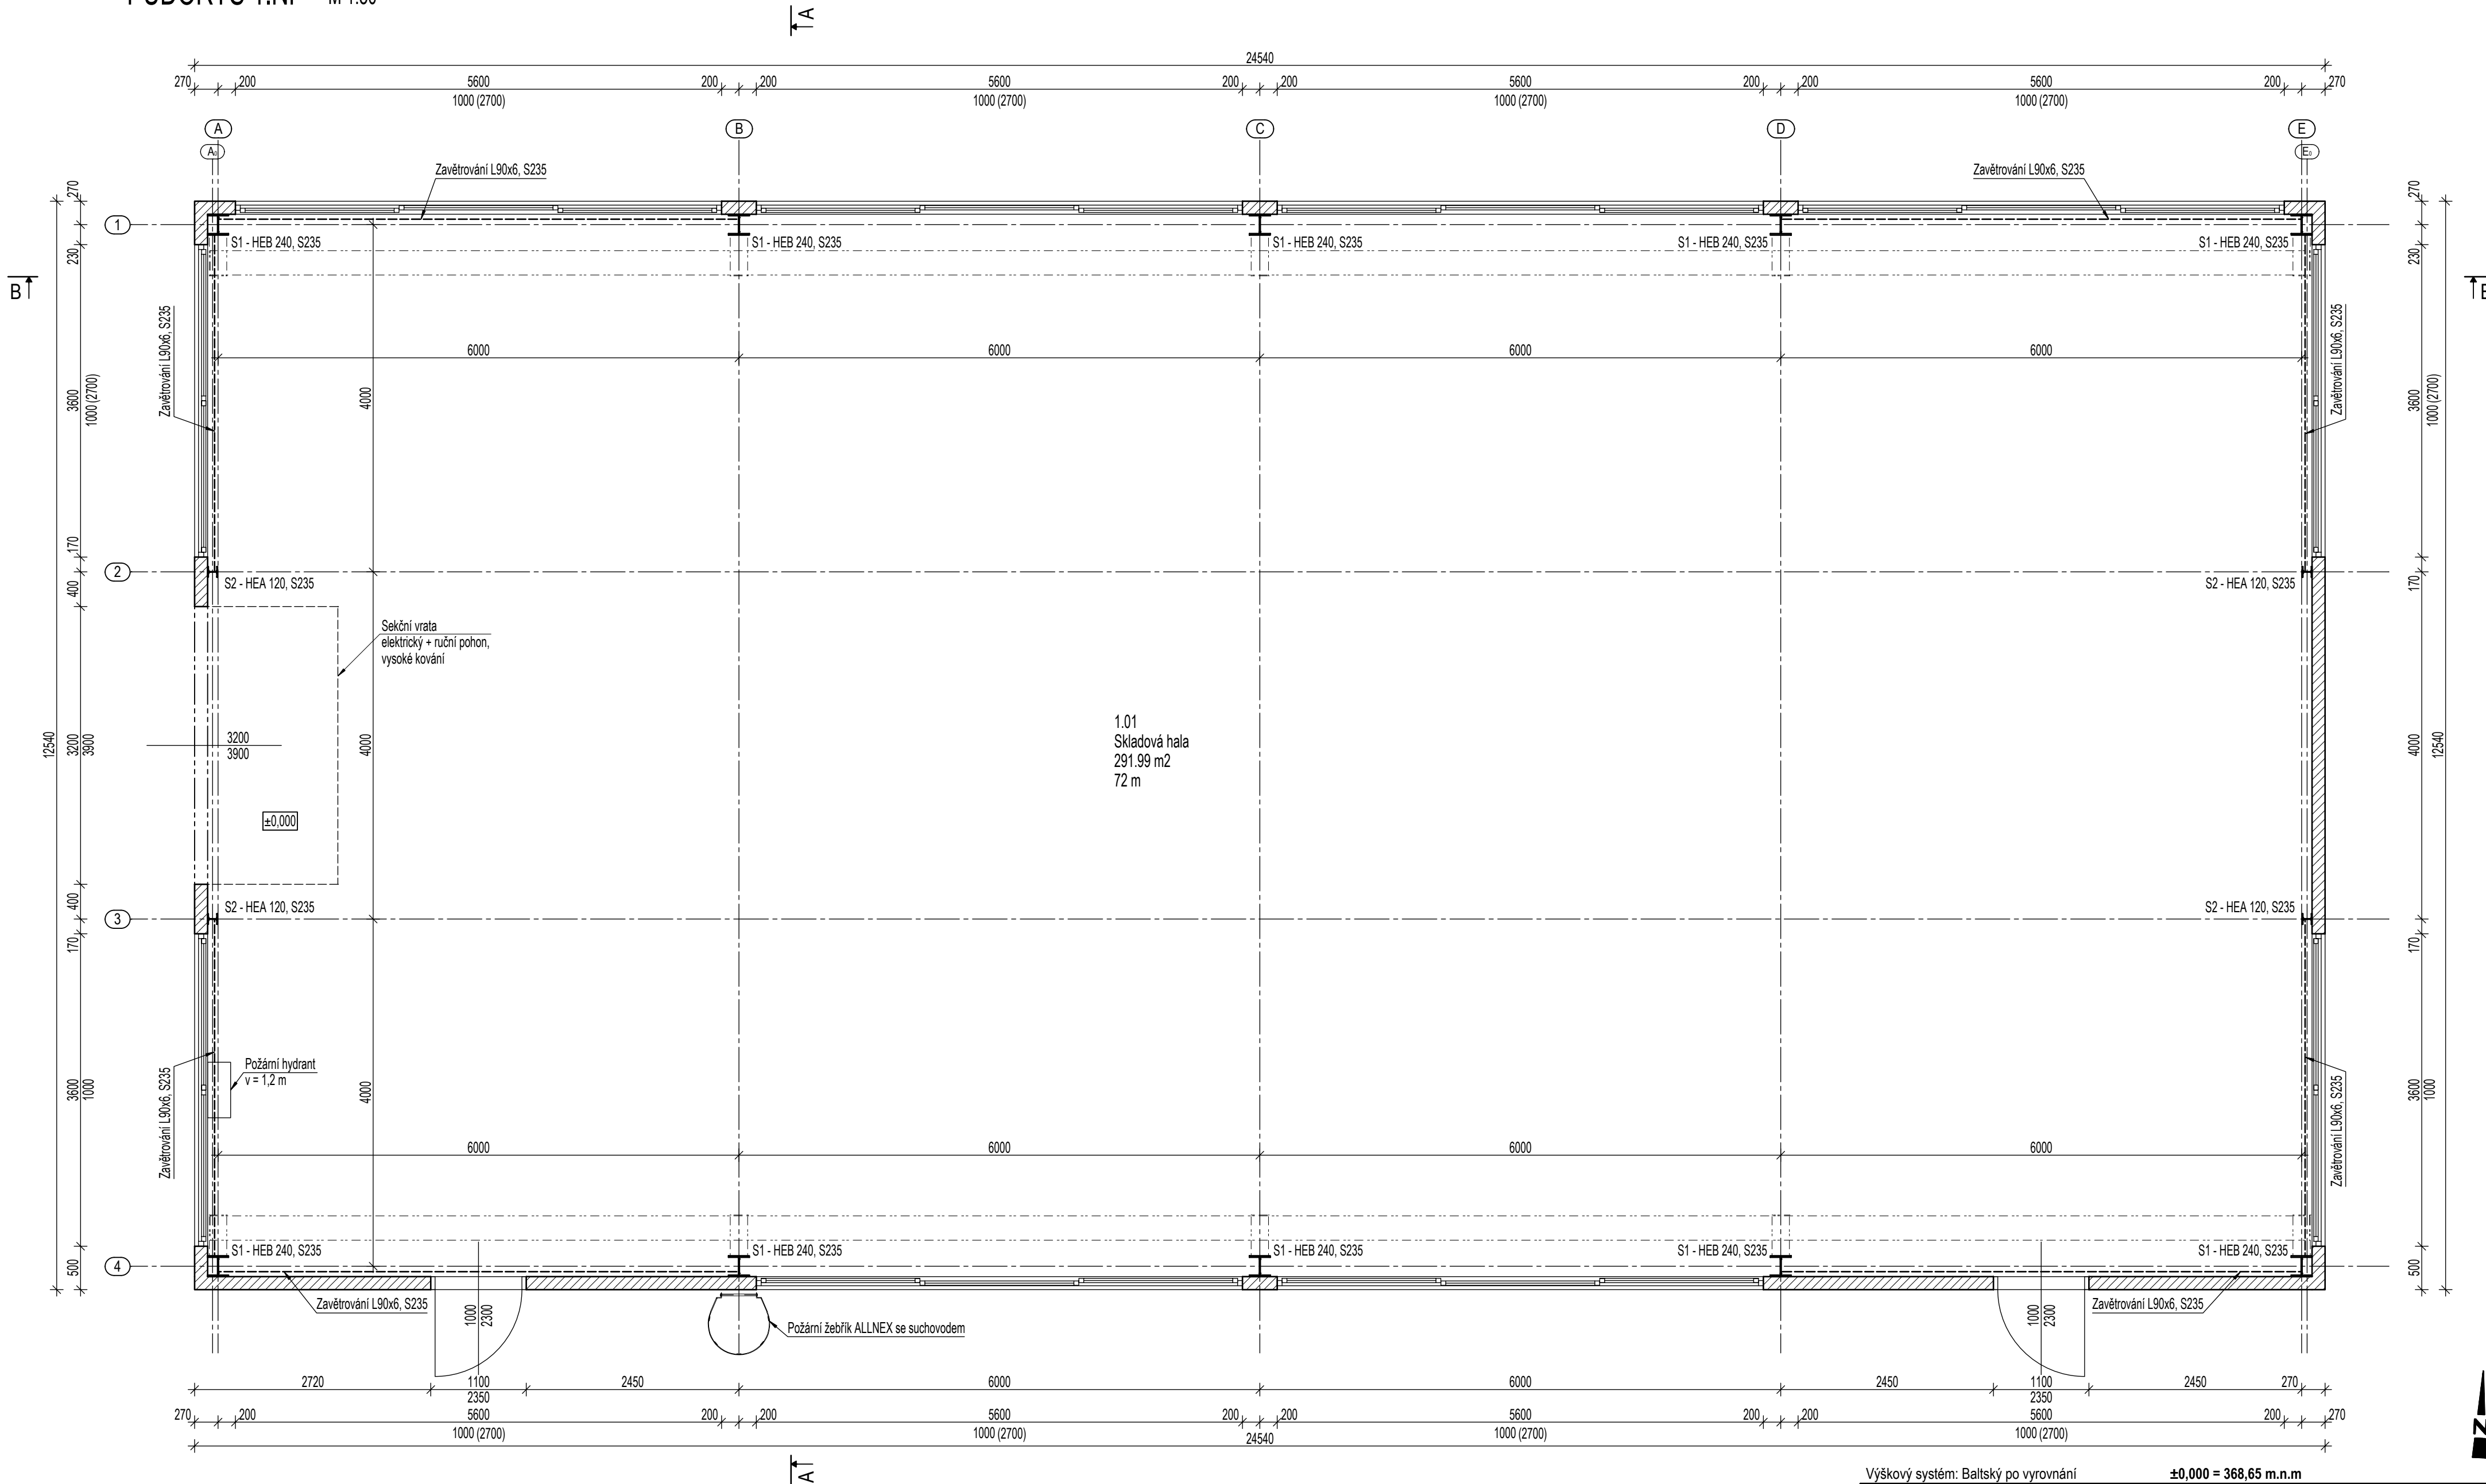 A
24540
270 200 5600 200 200 5600 200 200 5600 200 200 5600 200 270
1000 (2700) 1000 (2700) 1000 (2700) 1000 (2700)
A B C D E
A₀ E₀
Zavětrování L90x6, S235 Zavětrování L90x6, S235
270 270
1
S1 - HEB 240, S235 S1 - HEB 240, S235 S1 - HEB 240, S235 S1 - HEB 240, S235 S1 - HEB 240, S235
230 230
B
Zavětrování L90x6, S235 Zavětrování L90x6, S235
6000 6000 6000 6000
3600 1000 (2700) 4000 3600 1000 (2700)
170
2
400 170
S2 - HEA 120, S235 S2 - HEA 120, S235
Sekční vrata
elektrický + ruční pohon,
vysoké kování
12540 3200 3900 4000 4000 12540
3200
3900
1.01
Skladová hala
291.99 m2
72 m
±0,000
400
3
S2 - HEA 120, S235 S2 - HEA 120, S235
170 170
Požární hydrant
v = 1,2 m
3600 1000 4000 3600 1000
Zavětrování L90x6, S235 Zavětrování L90x6, S235
6000 6000 6000 6000
S1 - HEB 240, S235 S1 - HEB 240, S235 S1 - HEB 240, S235 S1 - HEB 240, S235 S1 - HEB 240, S235
4
500 500
Zavětrování L90x6, S235 Zavětrování L90x6, S235
1000 2300 1000 2300
Požární žebřík ALLNEX se suchovodem
2720 1100 2450 6000 6000 2450 1100 2450 270
2350 2350
270 200 5600 200 200 5600 200 200 5600 200 200 5600 200 270
1000 (2700) 1000 (2700) 1000 (2700) 1000 (2700)
24540
A
N
Výškový systém: Baltský po vyrovnání ±0,000 = 368,65 m.n.m